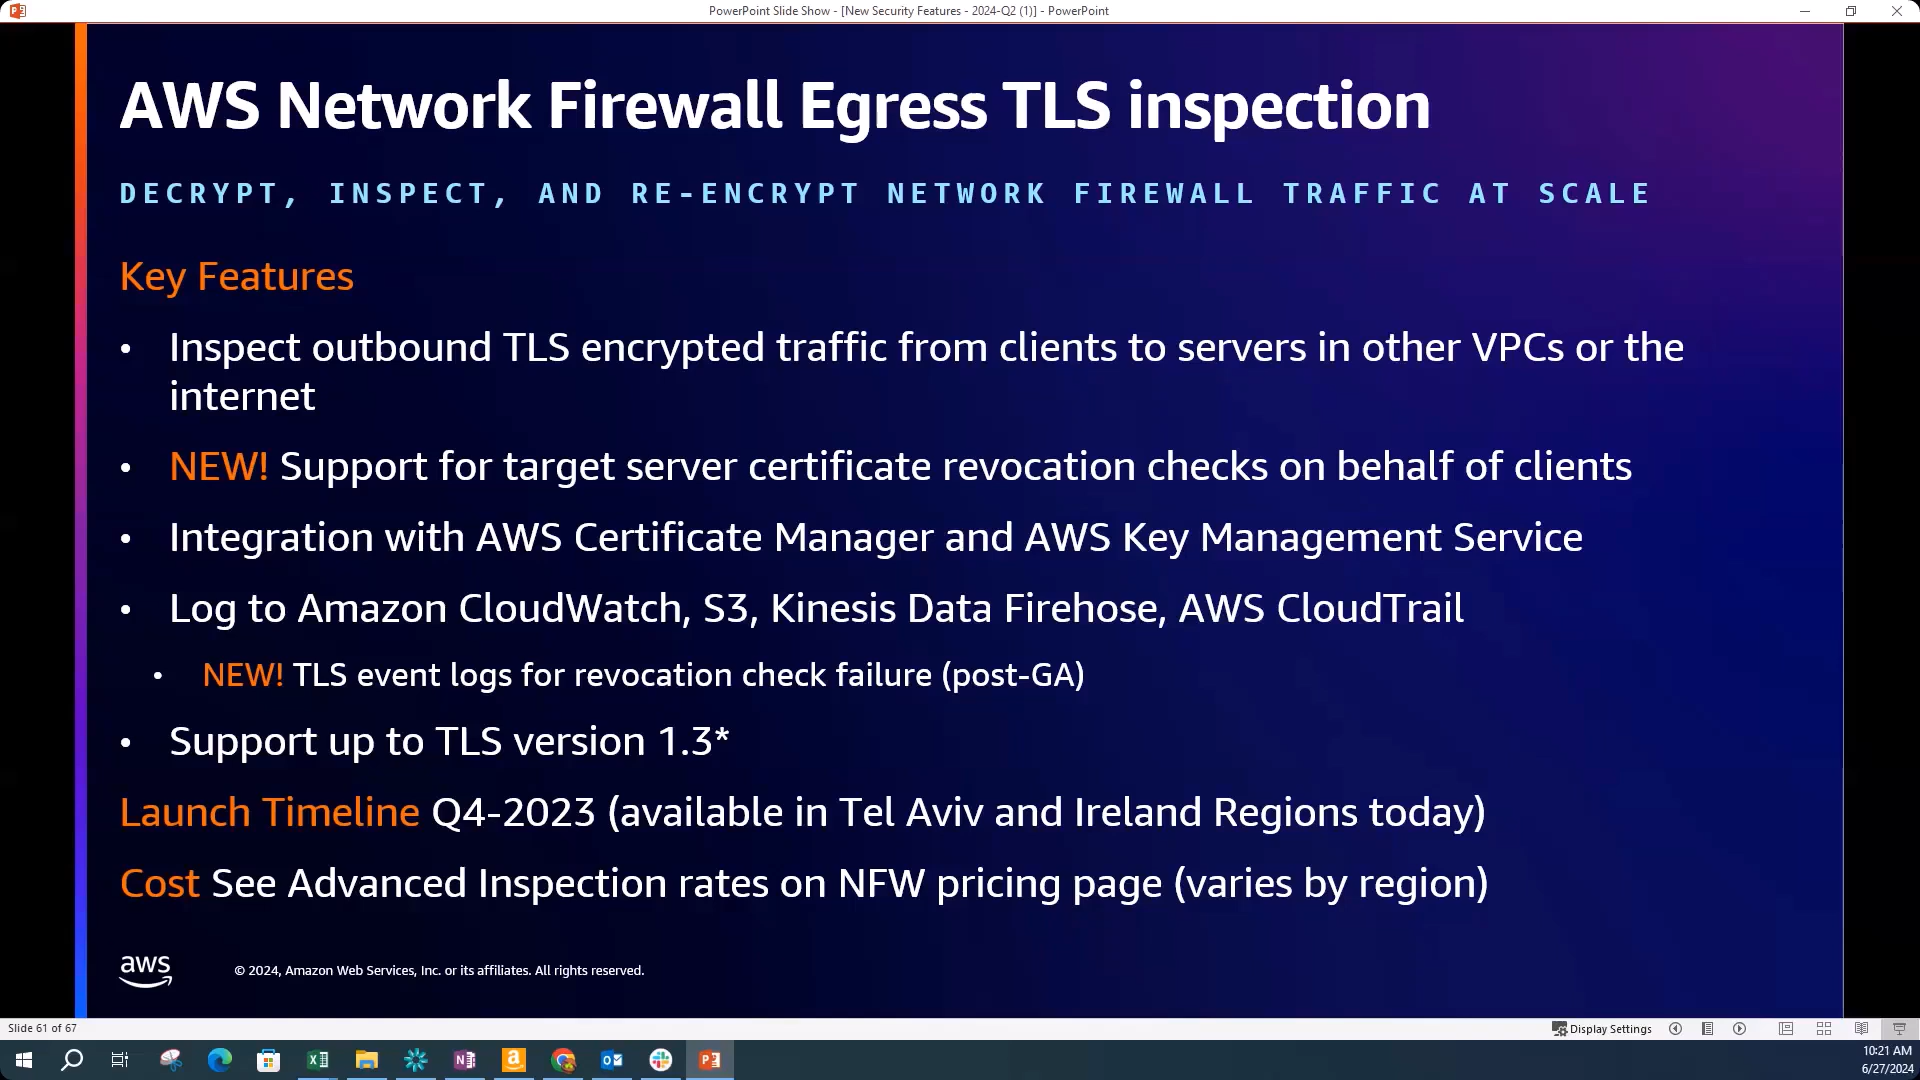 PowerPoint Slide Show - [New Security Features - 2024-Q2 (1)] - PowerPoint
AWS Network Firewall Egress TLS inspection
DECRYPT, INSPECT, AND RE-ENCRYPT NETWORK FIREWALL TRAFFIC AT SCALE
Key Features
• Inspect outbound TLS encrypted traffic from clients to servers in other VPCs or the
internet
• NEW! Support for target server certificate revocation checks on behalf of clients
• Integration with AWS Certificate Manager and AWS Key Management Service
• Log to Amazon CloudWatch, S3, Kinesis Data Firehose, AWS CloudTrail
• NEW! TLS event logs for revocation check failure (post-GA)
• Support up to TLS version 1.3*
Launch Timeline Q4-2023 (available in Tel Aviv and Ireland Regions today)
Cost See Advanced Inspection rates on NFW pricing page (varies by region)
aws
© 2024, Amazon Web Services, Inc. or its affiliates. All rights reserved.
Slide 61 of 67
Display Settings
10:21 AM
6/27/2024